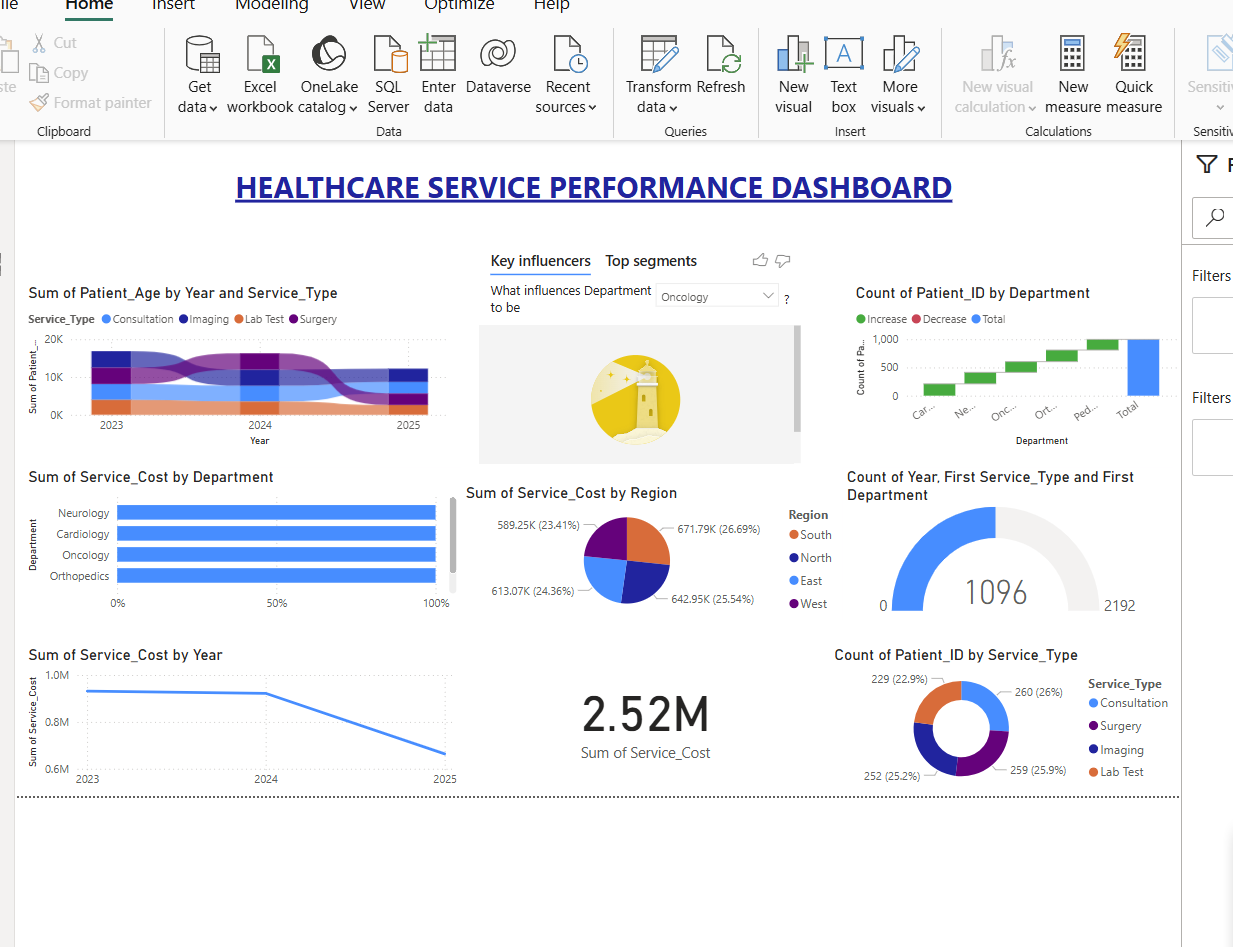 Home Insert Modeling View Optimize Help
Cut
Copy
Format painter
Clipboard
Get data
Excel workbook
OneLake catalog
SQL Server
Enter data
Dataverse
Recent sources
Data
Transform data
Refresh
Queries
New visual
Text box
More visuals
Insert
New visual calculation
New measure
Quick measure
Calculations
HEALTHCARE SERVICE PERFORMANCE DASHBOARD
Filters
Filters
Sum of Patient_Age by Year and Service_Type
Service_Type Consultation Imaging Lab Test Surgery
Sum of Patient_...
20K
10K
0K
2023 2024 2025
Year
Key influencers Top segments
What influences Department
to be
Oncology
?
Count of Patient_ID by Department
Increase Decrease Total
Count of Pa...
1,000
500
0
Car... Ne... Onc... Ort... Ped... Total
Department
Sum of Service_Cost by Department
Department
Neurology
Cardiology
Oncology
Orthopedics
0% 50% 100%
Sum of Service_Cost by Region
589.25K (23.41%)
671.79K (26.69%)
613.07K (24.36%)
642.95K (25.54%)
Region
South
North
East
West
Count of Year, First Service_Type and First
Department
1096
0
2192
Sum of Service_Cost by Year
Sum of Service_Cost
1.0M
0.8M
0.6M
2023 2024 2025
2.52M
Sum of Service_Cost
Count of Patient_ID by Service_Type
229 (22.9%)
260 (26%)
252 (25.2%)
259 (25.9%)
Service_Type
Consultation
Surgery
Imaging
Lab Test